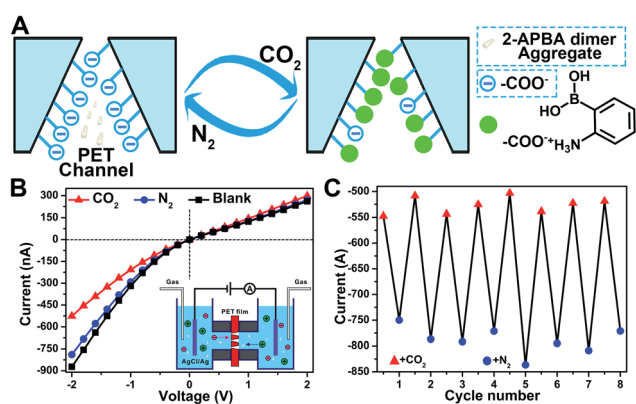 A
CO2
N2
PET
Channel
2-APBA dimer
Aggregate
-COO-
OH
B
HO
-COO-+H3N
B
CO2 N2 Blank
Current (nA)
300
150
0
-150
-300
-450
-600
-750
-900
-2
-1
0
1
2
Voltage (V)
Gas
A
Gas
PET film
AgCl/Ag
C
Current (A)
-500
-550
-600
-650
-700
-750
-800
-850
+CO2
+N2
1
2
3
4
5
6
7
8
Cycle number